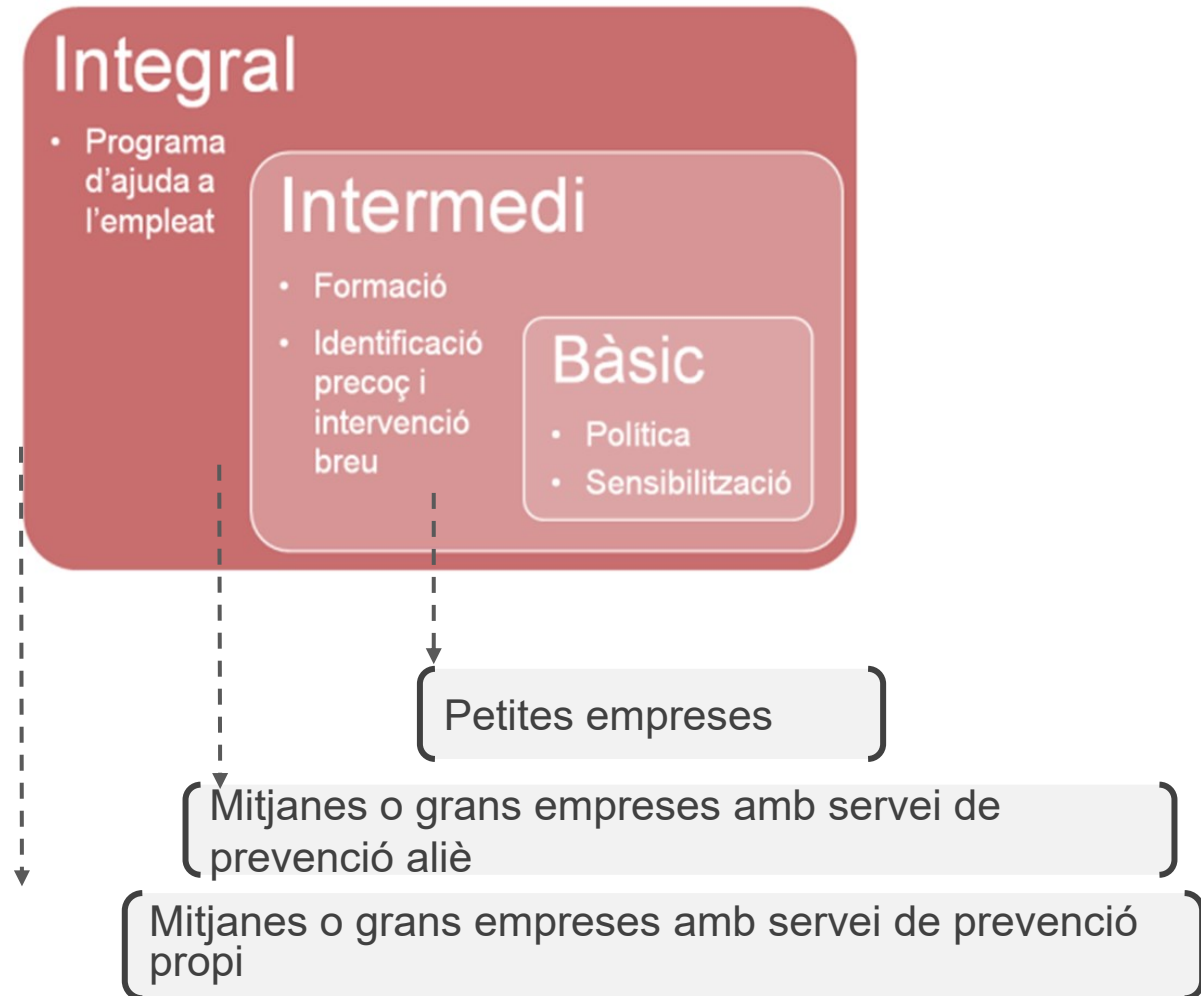 Integral
• Programa
d'ajuda a
l'empleat
Intermedi
• Formació
• Identificació
precoç i
intervenció
breu
Bàsic
• Política
• Sensibilització
Petites empreses
Mitjanes o grans empreses amb servei de
prevenció aliè
Mitjanes o grans empreses amb servei de prevenció
propi